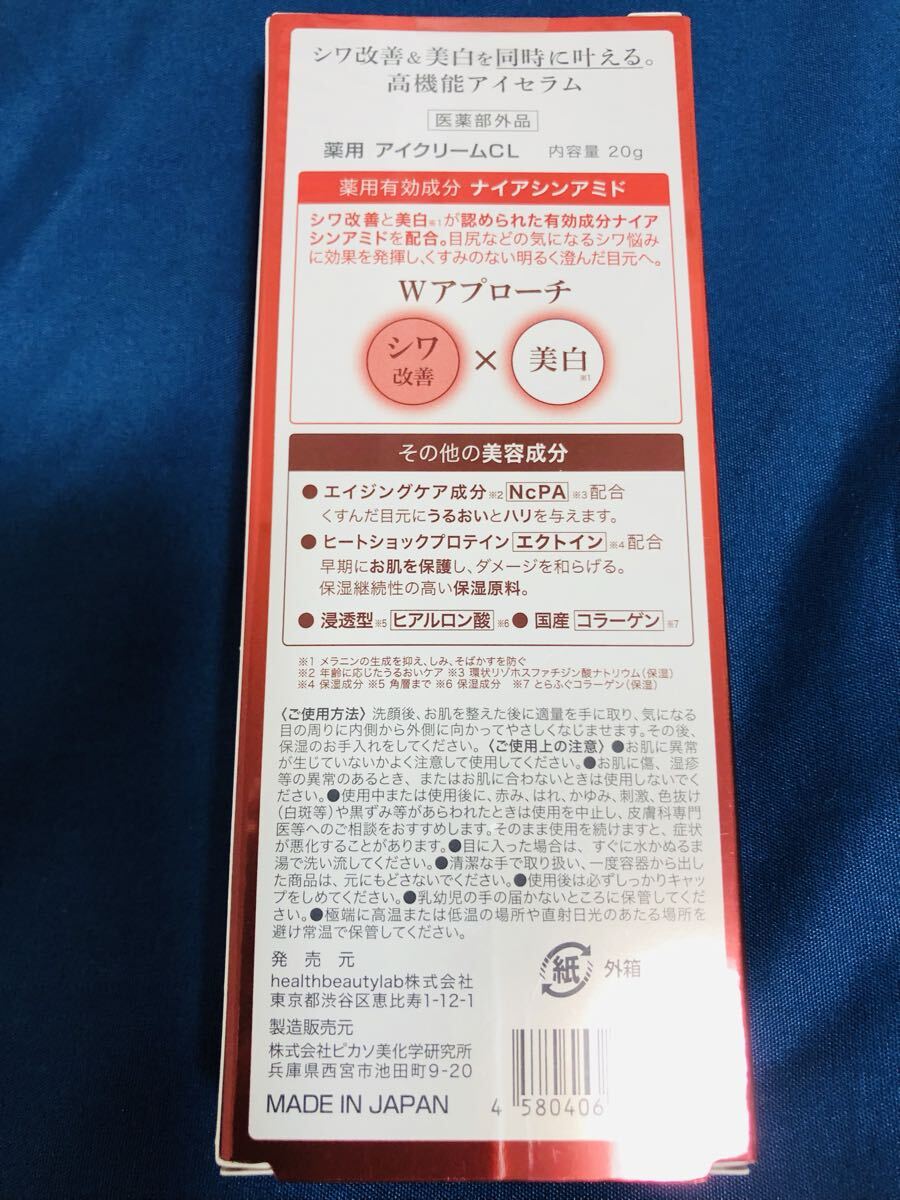 シワ改善&美白を同時に叶える。
高機能アイセラム
医薬部外品
薬用 アイクリームCL 内容量 20g
薬用有効成分 ナイアシンアミド
シワ改善と美白※1が認められた有効成分ナイア
シンアミドを配合。目尻などの気になるシワ悩み
に効果を発揮し、くすみのない明るく澄んだ目元へ。
Wアプローチ
シワ
改善
×
美白
※1
その他の美容成分
●エイジングケア成分※2 NcPA ※3配合
くすんだ目元にうるおいとハリを与えます。
●ヒートショックプロテイン エクトイン ※4配合
早期にお肌を保護し、ダメージを和らげる。
保湿継続性の高い保湿原料。
●浸透型※5 ヒアルロン酸 ※6 ●国産 コラーゲン ※7
※1 メラニンの生成を抑え、しみ、そばかすを防ぐ
※2 年齢に応じたうるおいケア ※3 環状リゾホスファチジン酸ナトリウム(保湿)
※4 保湿成分 ※5 角層まで ※6 保湿成分 ※7 とらふぐコラーゲン(保湿)
〈ご使用方法〉洗顔後、お肌を整えた後に適量を手に取り、気になる
目の周りに内側から外側に向かってやさしくなじませます。その後、
保湿のお手入れをしてください。〈ご使用上の注意〉●お肌に異常
が生じていないかよく注意して使用してください。●お肌に傷、湿疹
等の異常のあるとき、またはお肌に合わないときは使用しないでく
ださい。●使用中または使用後に、赤み、はれ、かゆみ、刺激、色抜け
(白斑等)や黒ずみ等があらわれたときは使用を中止し、皮膚科専門
医等へのご相談をおすすめします。そのまま使用を続けますと、症状
が悪化することがあります。●目に入った場合は、すぐに水かぬるま
湯で洗い流してください。●清潔な手で取り扱い、一度容器から出し
た商品は、元にもどさないでください。●使用後は必ずしっかりキャッ
プをしめてください。●乳幼児の手の届かないところに保管してくだ
さい。●極端に高温または低温の場所や直射日光のあたる場所を
避け常温で保管してください。
発売元
healthbeautylab株式会社
東京都渋谷区恵比寿1-12-1
製造販売元
株式会社ピカソ美化学研究所
兵庫県西宮市池田町9-20
MADE IN JAPAN
紙 外箱
4 580406